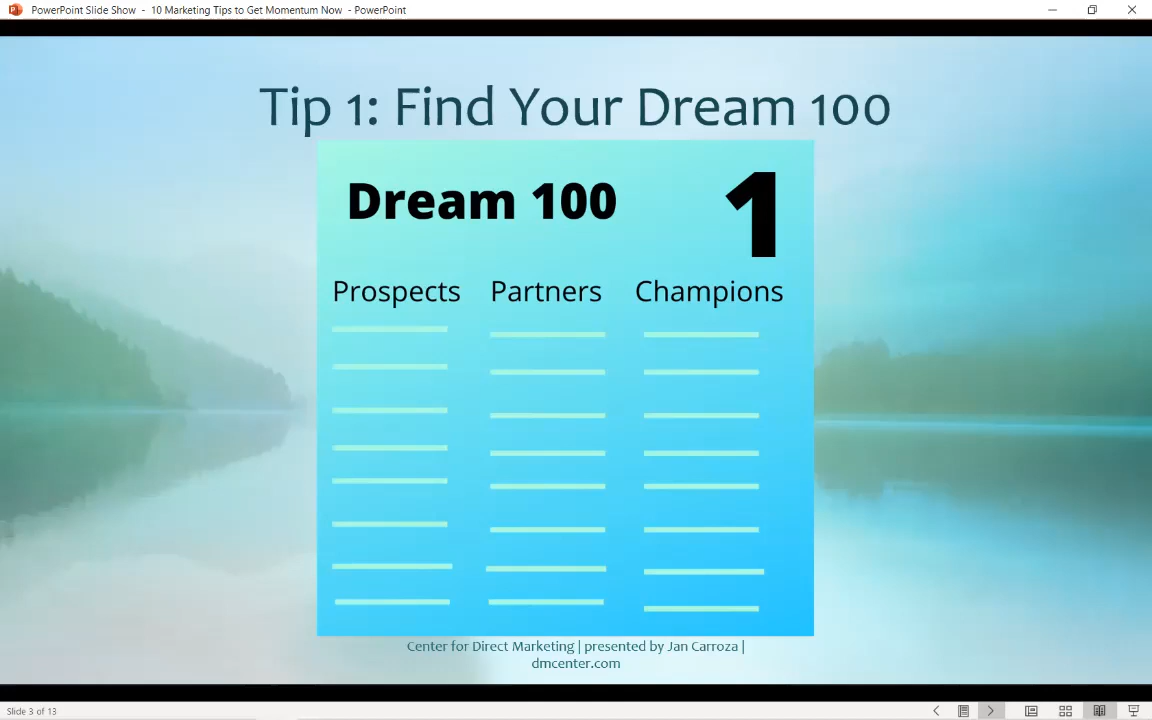 PowerPoint Slide Show - 10 Marketing Tips to Get Momentum Now - PowerPoint
Tip 1: Find Your Dream 100
Dream 100
1
Prospects Partners Champions
Center for Direct Marketing | presented by Jan Carroza |
dmcenter.com
Slide 3 of 13